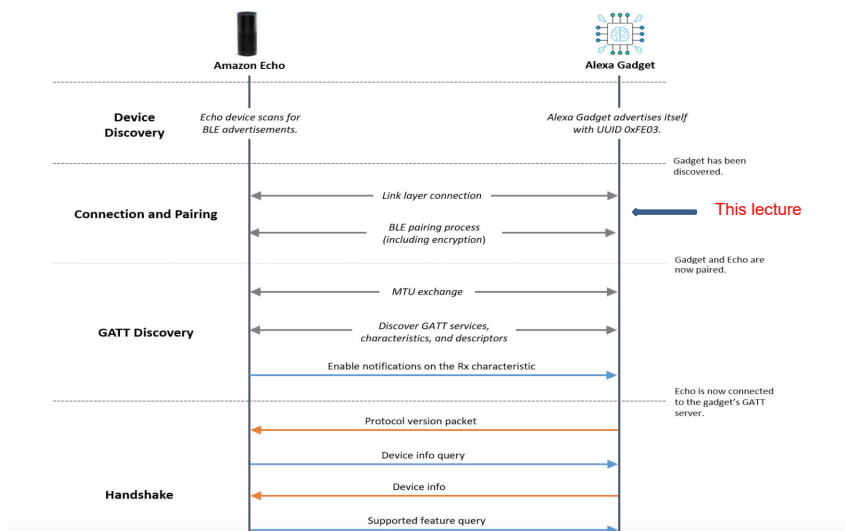 Amazon Echo
Alexa Gadget
Device
Discovery
Echo device scans for
BLE advertisements.
Alexa Gadget advertises itself
with UUID 0xFE03.
Gadget has been
discovered.
Connection and Pairing
Link layer connection
This lecture
BLE pairing process
(including encryption)
Gadget and Echo are
now paired.
MTU exchange
GATT Discovery
Discover GATT services,
characteristics, and descriptors
Enable notifications on the Rx characteristic
Echo is now connected
to the gadget's GATT
server.
Protocol version packet
Device info query
Handshake
Device info
Supported feature query